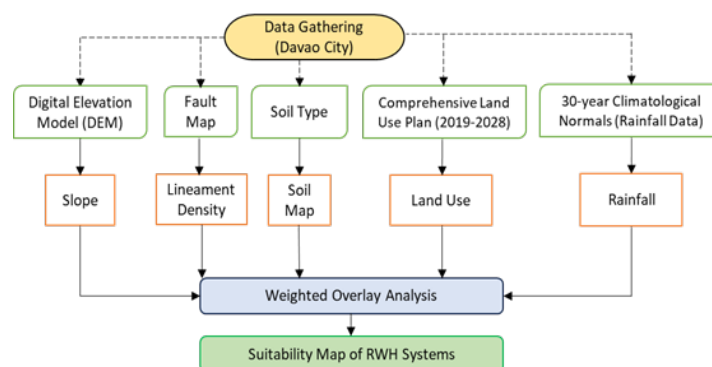 Data Gathering
(Davao City)
Digital Elevation
Model (DEM)
Fault
Map
Soil Type
Comprehensive Land
Use Plan (2019-2028)
30-year Climatological
Normals (Rainfall Data)
Slope
Lineament
Density
Soil
Map
Land Use
Rainfall
Weighted Overlay Analysis
Suitability Map of RWH Systems